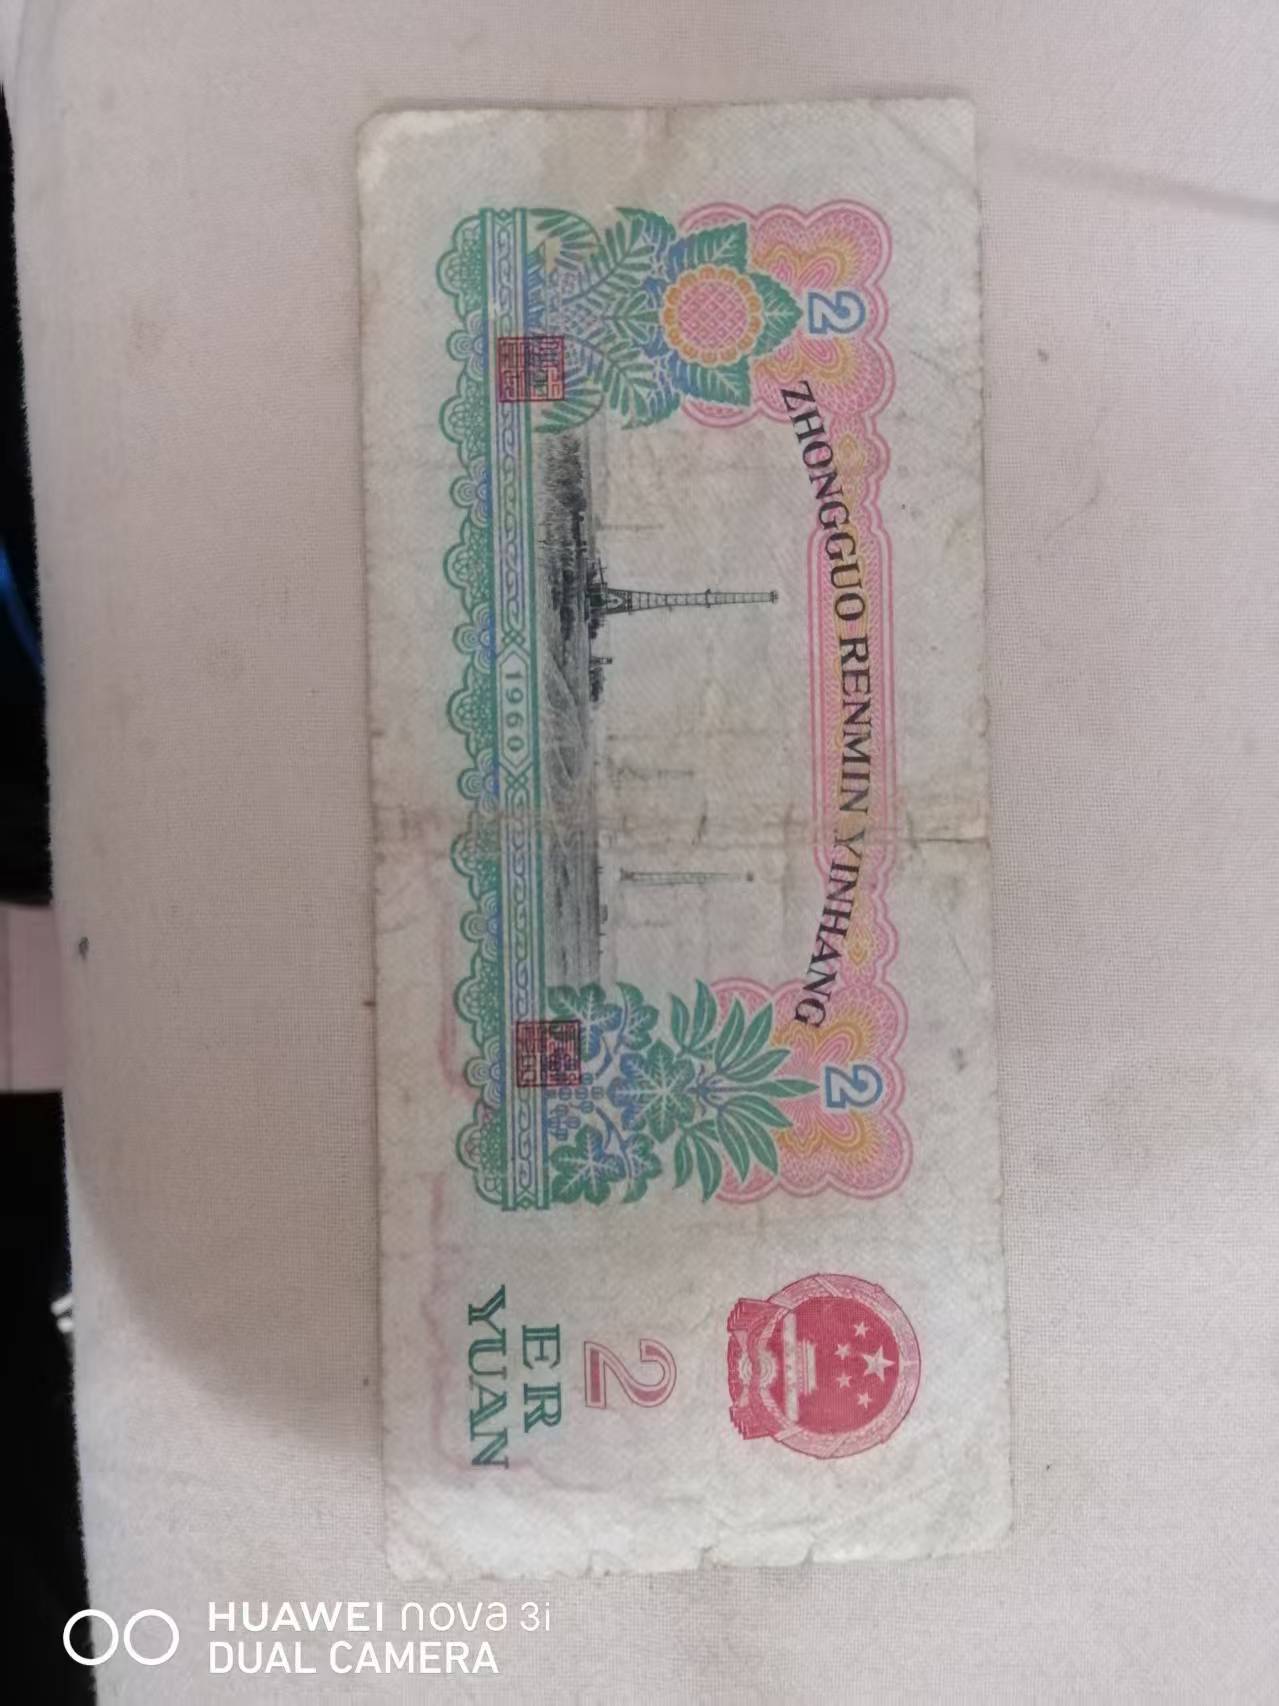 2
2
ZHONGGUO RENMIN YINHANG
2
ER
YUAN
1960
HUAWEI nova 3i
DUAL CAMERA